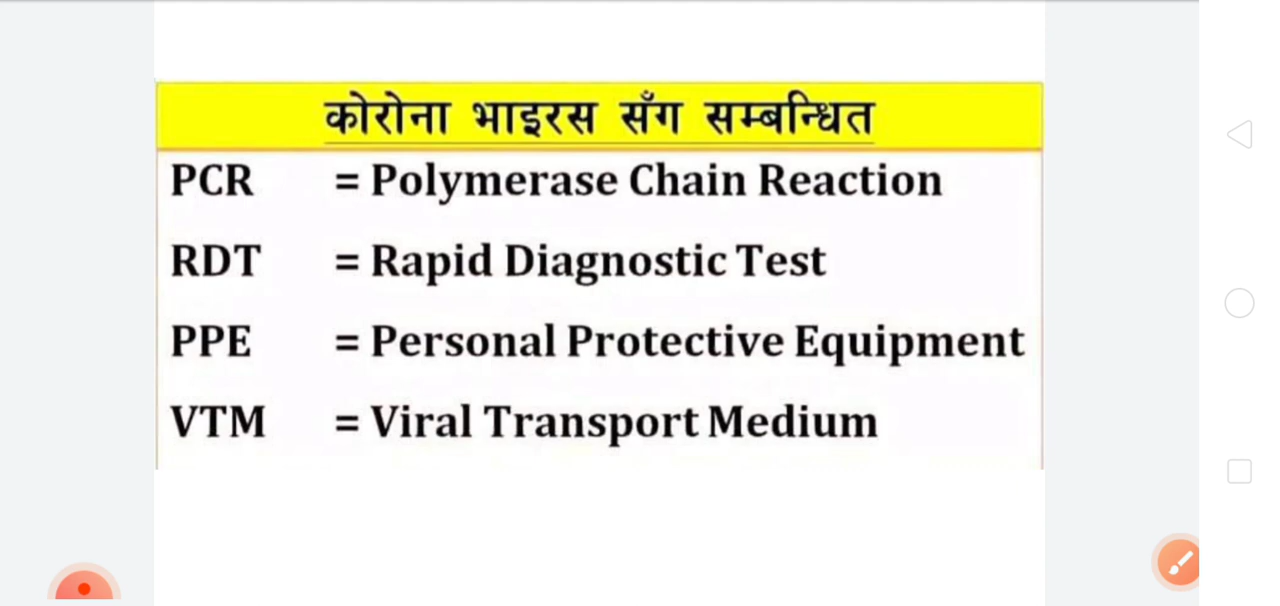 कोरोना भाइरस सँग सम्बन्धित
PCR = Polymerase Chain Reaction
RDT = Rapid Diagnostic Test
PPE = Personal Protective Equipment
VTM = Viral Transport Medium